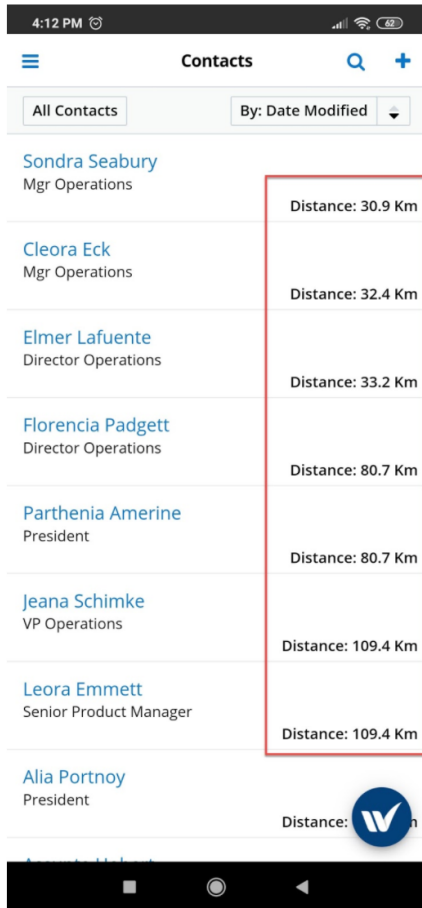 4:12 PM
62
Contacts
All Contacts
By: Date Modified
Sondra Seabury
Mgr Operations
Distance: 30.9 Km
Cleora Eck
Mgr Operations
Distance: 32.4 Km
Elmer Lafuente
Director Operations
Distance: 33.2 Km
Florencia Padgett
Director Operations
Distance: 80.7 Km
Parthenia Amerine
President
Distance: 80.7 Km
Jeana Schimke
VP Operations
Distance: 109.4 Km
Leora Emmett
Senior Product Manager
Distance: 109.4 Km
Alia Portnoy
President
Distance: